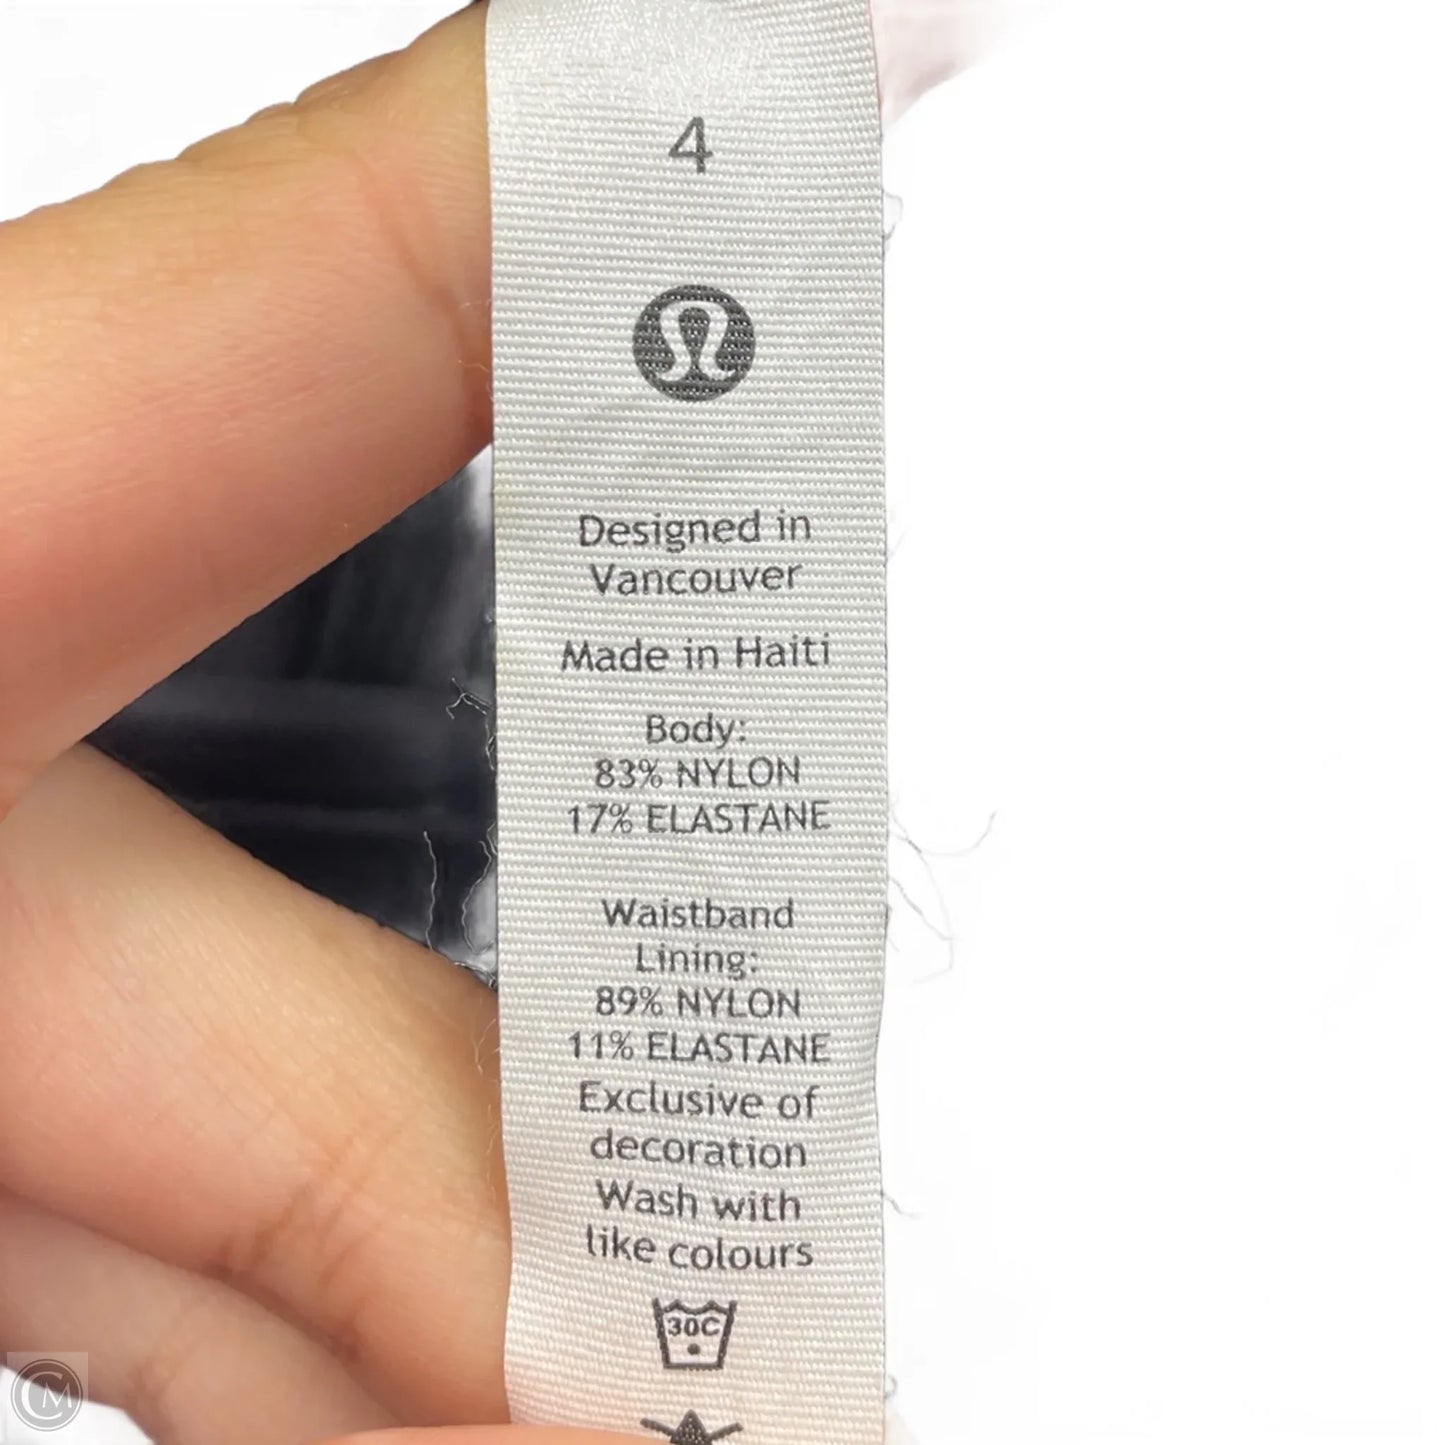 4
Designed in
Vancouver
Made in Haiti
Body:
83% NYLON
17% ELASTANE
Waistband
Lining:
89% NYLON
11% ELASTANE
Exclusive of
decoration
Wash with
like colours
30C
CM